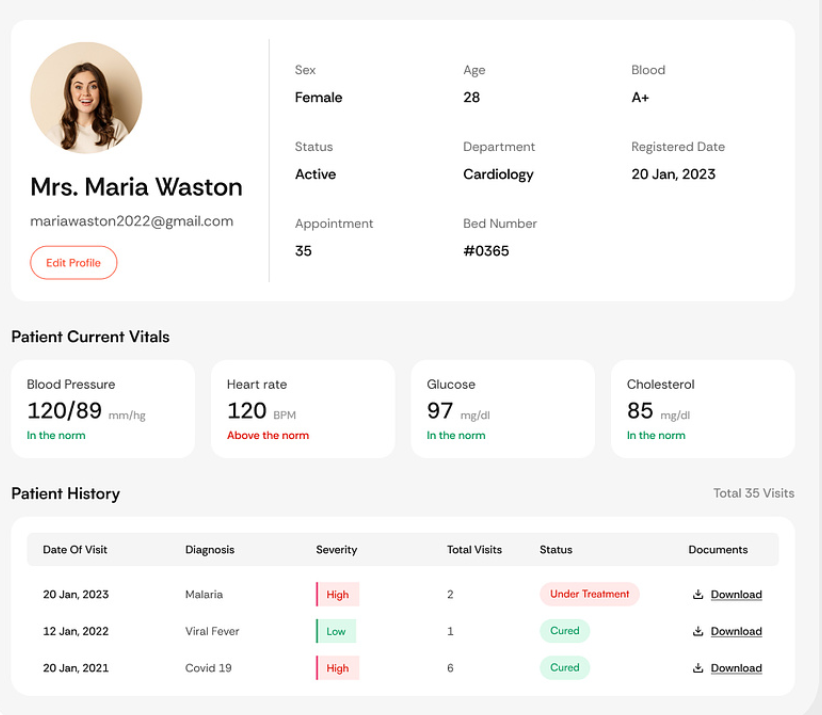 Mrs. Maria Waston
mariawaston2022@gmail.com
Edit Profile
Sex
Female
Age
28
Blood
A+
Status
Active
Department
Cardiology
Registered Date
20 Jan, 2023
Appointment
35
Bed Number
#0365
Patient Current Vitals
Blood Pressure
120/89 mm/hg
In the norm
Heart rate
120 BPM
Above the norm
Glucose
97 mg/dl
In the norm
Cholesterol
85 mg/dl
In the norm
Patient History
Total 35 Visits
Date Of Visit Diagnosis Severity Total Visits Status Documents
20 Jan, 2023 Malaria High 2 Under Treatment Download
12 Jan, 2022 Viral Fever Low 1 Cured Download
20 Jan, 2021 Covid 19 High 6 Cured Download